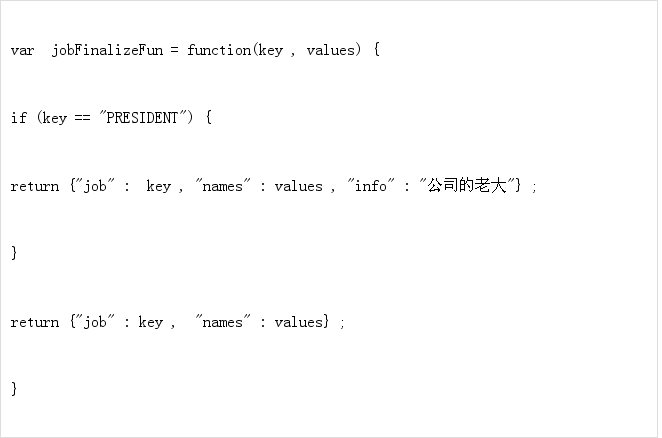 var  jobFinalizeFun = function(key , values) {
if (key == "PRESIDENT") {
return {"job" :  key , "names" : values , "info" : "公司的老大"} ;
}
return {"job" : key ,  "names" : values} ;
}